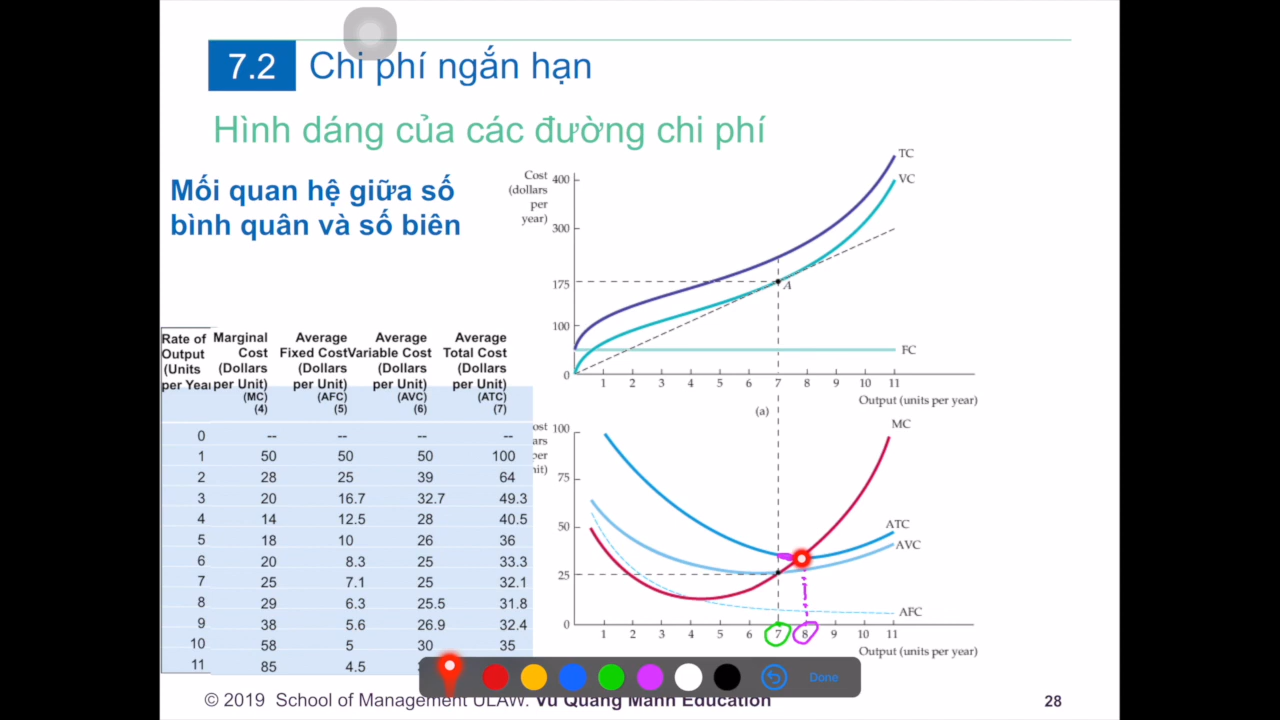 7.2 Chi phí ngắn hạn
Hình dáng của các đường chi phí
Mối quan hệ giữa số
bình quân và số biên
Rate of Output (Units per Year
Marginal Cost (Dollars per Unit) (MC) (4)
Average Fixed Cost (Dollars per Unit) (AFC) (5)
Average Variable Cost (Dollars per Unit) (AVC) (6)
Average Total Cost (Dollars per Unit) (ATC) (7)
0 -- -- -- --
1 50 50 50 100
2 28 25 39 64
3 20 16.7 32.7 49.3
4 14 12.5 28 40.5
5 18 10 26 36
6 20 8.3 25 33.3
7 25 7.1 25 32.1
8 29 6.3 25.5 31.8
9 38 5.6 26.9 32.4
10 58 5 30 35
11 85 4.5
Cost
(dollars
per
year)
400
300
175
100
0
TC
VC
A
FC
1 2 3 4 5 6 7 8 9 10 11
Output (units per year)
(a)
100
75
50
25
0
MC
ATC
AVC
AFC
1 2 3 4 5 6 7 8 9 10 11
Output (units per year)
Done
© 2019 School of Management ULAW. Vũ Quang Mạnh Education
28